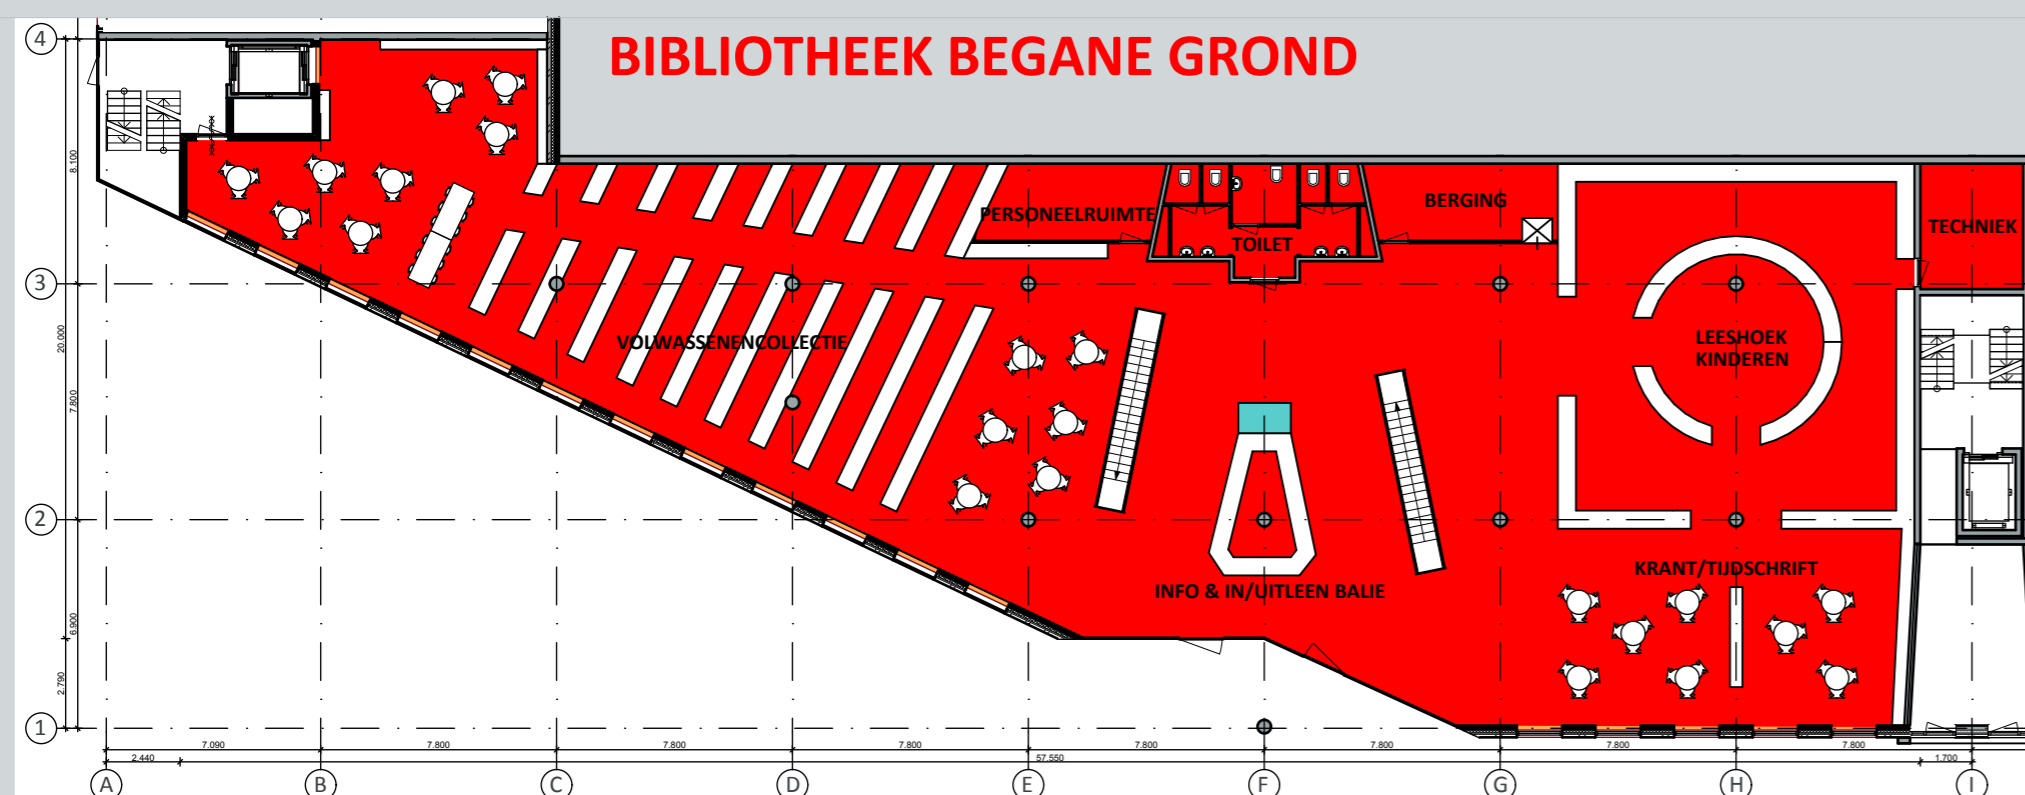 BIBLIOTHEEK BEGANE GROND
4
3
2
1
8.100
20.000
7.800
6.900
2.790
PERSONEELRUIMTE
TOILET
BERGING
TECHNIEK
VOLWASSENENCOLLECTIE
LEESHOEK
KINDEREN
INFO & IN/UITLEEN BALIE
KRANT/TIJDSCHRIFT
7.090
7.800
7.800
7.800
7.800
7.800
7.800
7.800
2.440
57.550
1.700
A
B
C
D
E
F
G
H
I